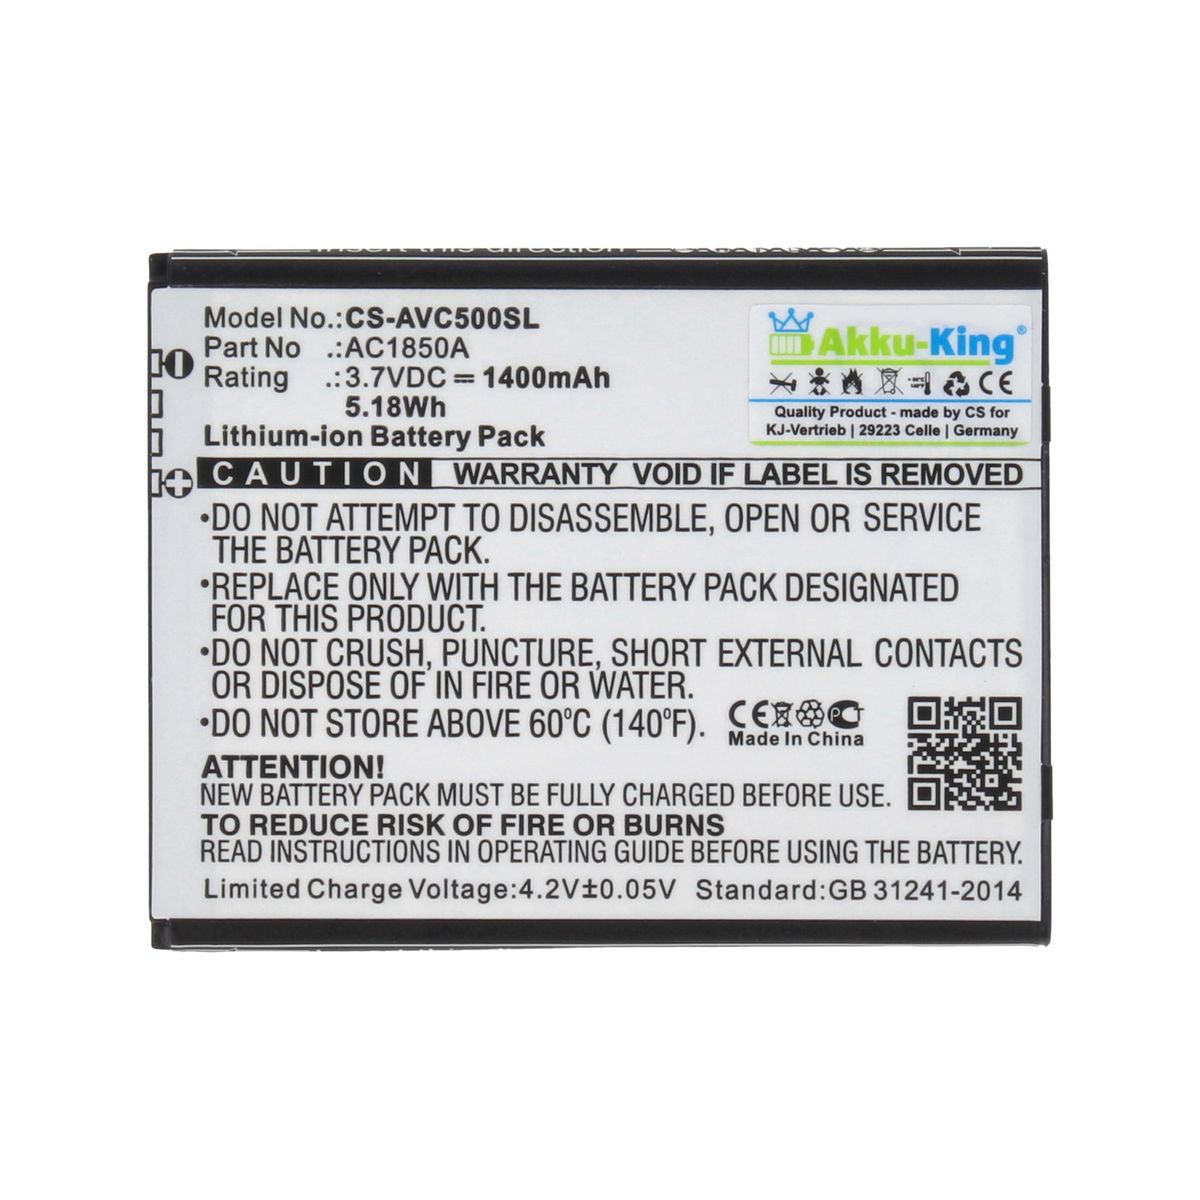 Insert this direction
Model No.:CS-AVC500SL
Part No .:AC1850A
Rating .:3.7VDC 1400mAh
5.18Wh
Lithium-ion Battery Pack
Akku-King®
CE
Quality Product - made by CS for
KJ-Vertrieb | 29223 Celle | Germany
CAUTION WARRANTY VOID IF LABEL IS REMOVED
•DO NOT ATTEMPT TO DISASSEMBLE, OPEN OR SERVICE
THE BATTERY PACK.
•REPLACE ONLY WITH THE BATTERY PACK DESIGNATED
FOR THIS PRODUCT.
•DO NOT CRUSH, PUNCTURE, SHORT EXTERNAL CONTACTS
OR DISPOSE OF IN FIRE OR WATER.
•DO NOT STORE ABOVE 60°C (140°F).
CE
Made In China
ATTENTION!
NEW BATTERY PACK MUST BE FULLY CHARGED BEFORE USE.
TO REDUCE RISK OF FIRE OR BURNS
READ INSTRUCTIONS IN OPERATING GUIDE BEFORE USING THE BATTERY.
Limited Charge Voltage:4.2V±0.05V Standard:GB 31241-2014